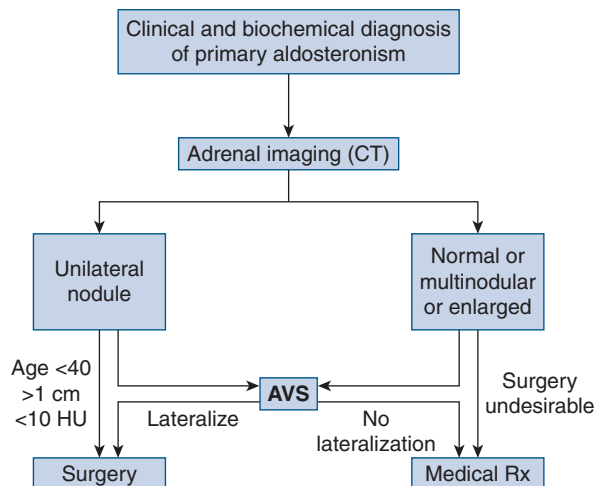 Clinical and biochemical diagnosis
of primary aldosteronism
Adrenal imaging (CT)
Unilateral
nodule
Normal or
multinodular
or enlarged
Age <40
>1 cm
<10 HU
AVS
Surgery
undesirable
Lateralize
No
lateralization
Surgery
Medical Rx